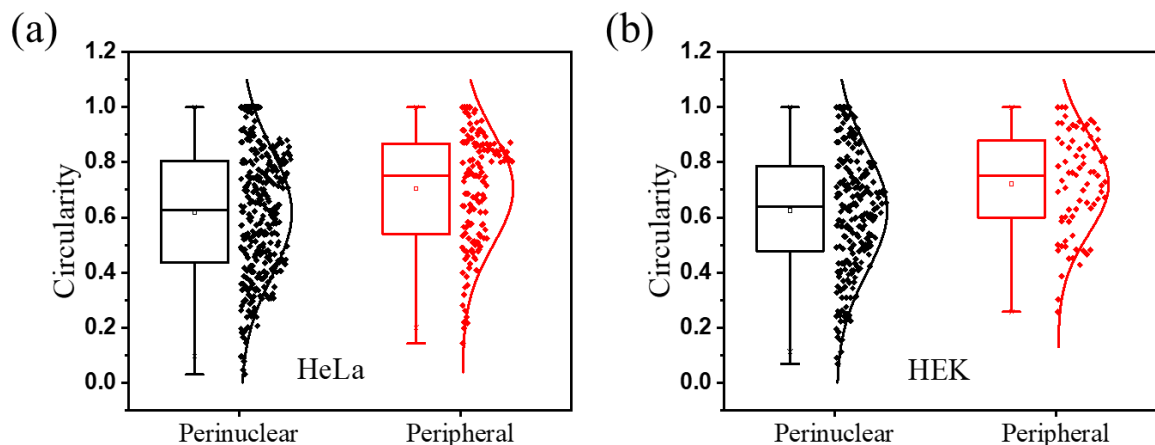 (a)
Circularity
1.2
1.0
0.8
0.6
0.4
0.2
0.0
HeLa
Perinuclear
Peripheral
(b)
Circularity
1.2
1.0
0.8
0.6
0.4
0.2
0.0
HEK
Perinuclear
Peripheral